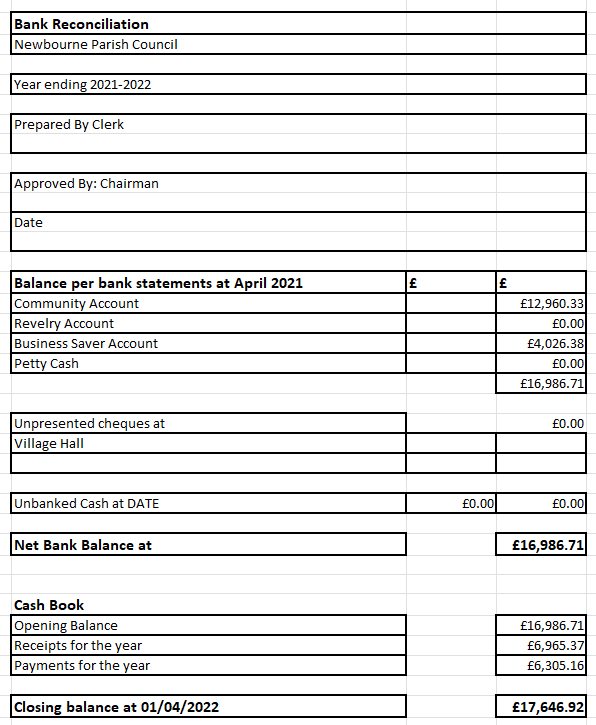 Bank Reconciliation
Newbourne Parish Council
Year ending 2021-2022
Prepared By Clerk
Approved By: Chairman
Date
Balance per bank statements at April 2021 £ £
Community Account £12,960.33
Revelry Account £0.00
Business Saver Account £4,026.38
Petty Cash £0.00
£16,986.71
Unpresented cheques at £0.00
Village Hall
Unbanked Cash at DATE £0.00 £0.00
Net Bank Balance at £16,986.71
Cash Book
Opening Balance £16,986.71
Receipts for the year £6,965.37
Payments for the year £6,305.16
Closing balance at 01/04/2022 £17,646.92